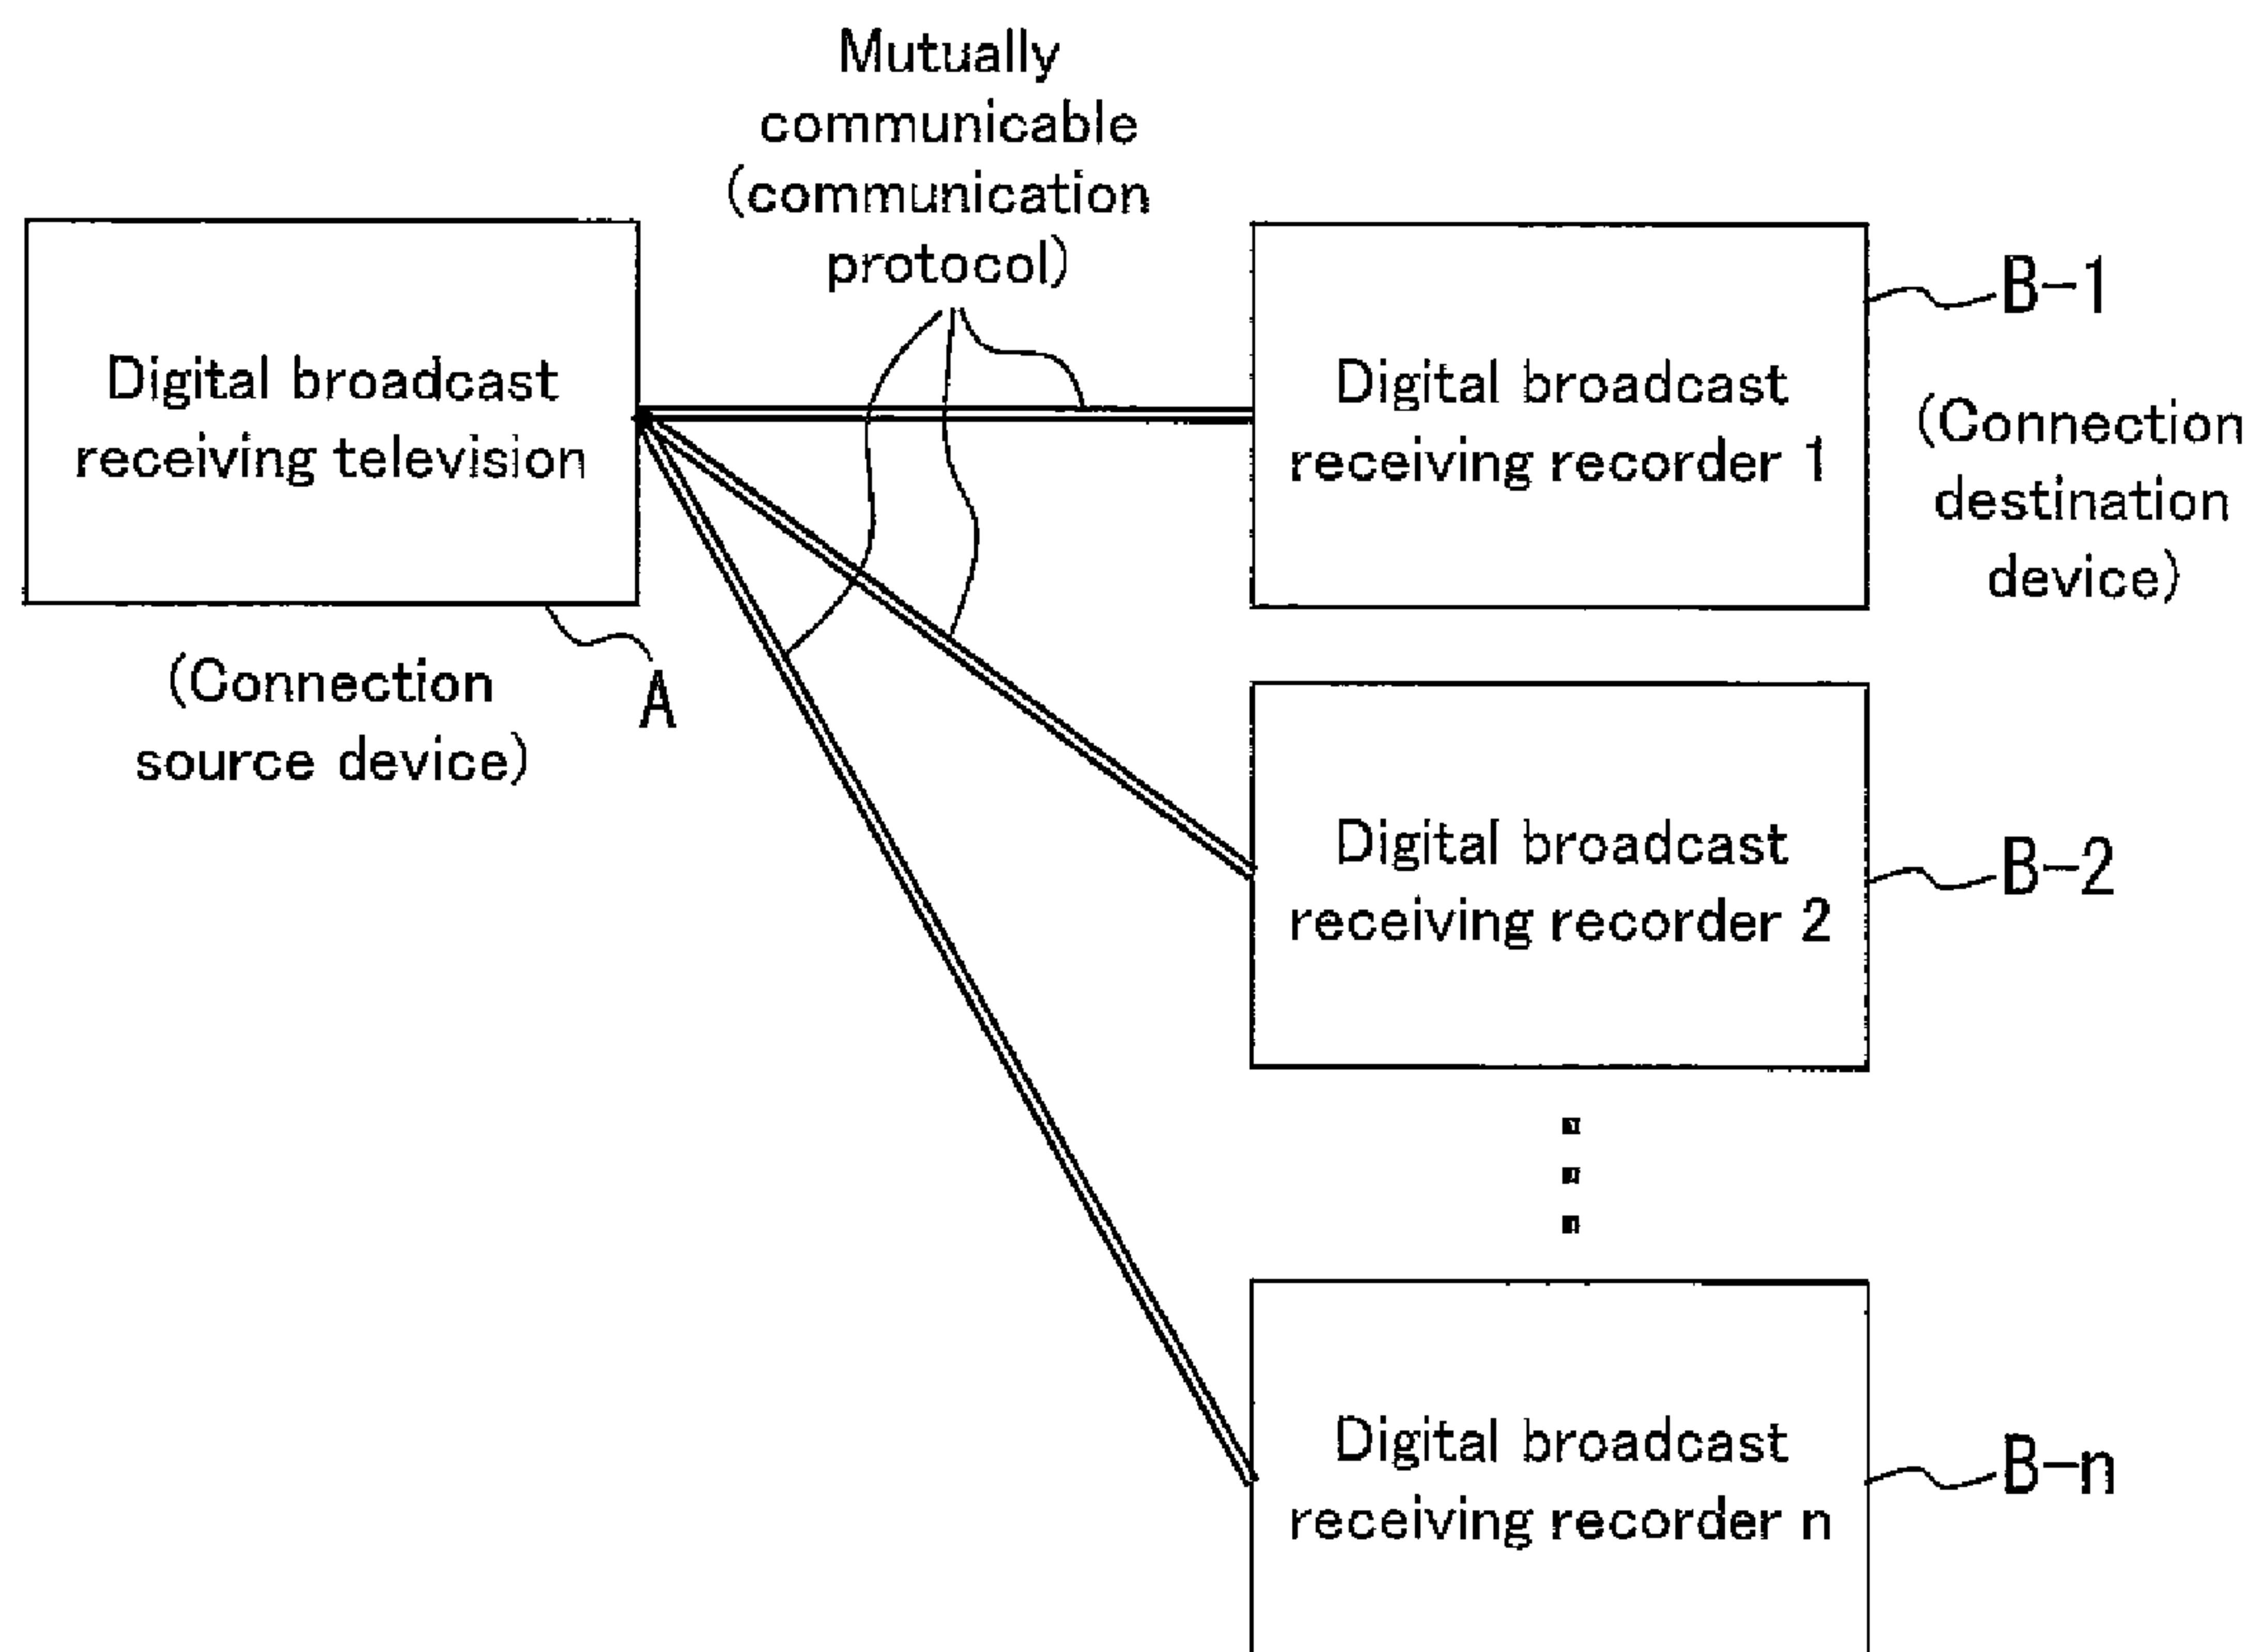 Mutually
communicable
(communication
protocol)
Digital broadcast
receiving television
(Connection
source device)
A
Digital broadcast
receiving recorder 1
B-1
(Connection
destination
device)
Digital broadcast
receiving recorder 2
B-2
Digital broadcast
receiving recorder n
B-n